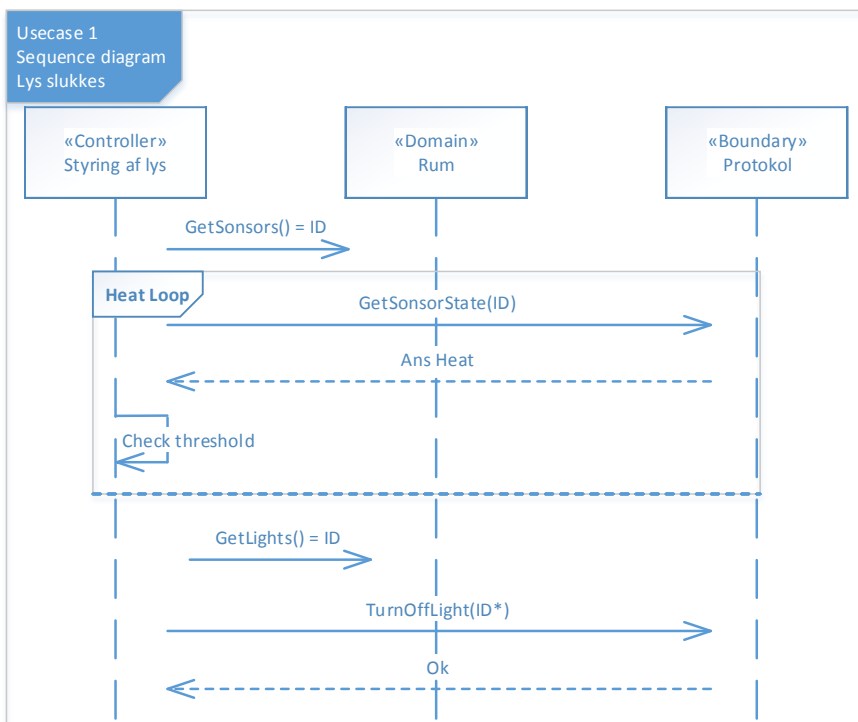 Usecase 1
Sequence diagram
Lys slukkes
«Controller»
Styring af lys
«Domain»
Rum
«Boundary»
Protokol
GetSonsors() = ID
Heat Loop
GetSonsorState(ID)
Ans Heat
Check threshold
GetLights() = ID
TurnOffLight(ID*)
Ok